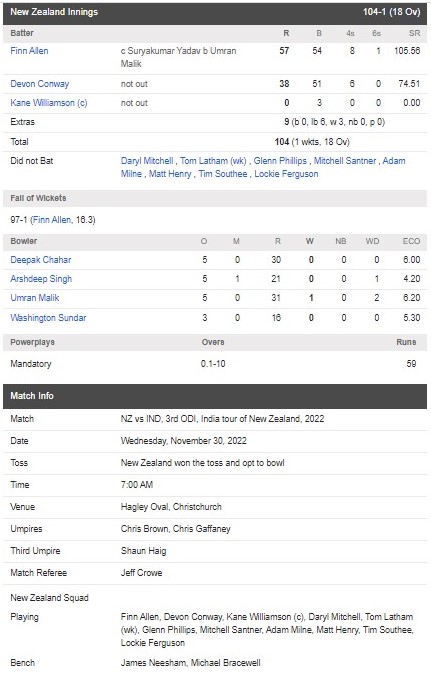 New Zealand Innings 104-1 (18 Ov)
Batter R B 4s 6s SR
Finn Allen c Suryakumar Yadav b Umran 57 54 8 1 105.56
Malik
Devon Conway not out 38 51 6 0 74.51
Kane Williamson (c) not out 0 3 0 0 0.00
Extras 9 (b 0, lb 6, w 3, nb 0, p 0)
Total 104 (1 wkts, 18 Ov)
Did not Bat Daryl Mitchell , Tom Latham (wk) , Glenn Phillips , Mitchell Santner , Adam
Milne , Matt Henry , Tim Southee , Lockie Ferguson
Fall of Wickets
97-1 (Finn Allen, 16.3)
Bowler O M R W NB WD ECO
Deepak Chahar 5 0 30 0 0 0 6.00
Arshdeep Singh 5 1 21 0 0 1 4.20
Umran Malik 5 0 31 1 0 2 6.20
Washington Sundar 3 0 16 0 0 0 5.30
Powerplays Overs Runs
Mandatory 0.1-10 59
Match Info
Match NZ vs IND, 3rd ODI, India tour of New Zealand, 2022
Date Wednesday, November 30, 2022
Toss New Zealand won the toss and opt to bowl
Time 7:00 AM
Venue Hagley Oval, Christchurch
Umpires Chris Brown, Chris Gaffaney
Third Umpire Shaun Haig
Match Referee Jeff Crowe
New Zealand Squad
Playing Finn Allen, Devon Conway, Kane Williamson (c), Daryl Mitchell, Tom Latham
(wk), Glenn Phillips, Mitchell Santner, Adam Milne, Matt Henry, Tim Southee,
Lockie Ferguson
Bench James Neesham, Michael Bracewell